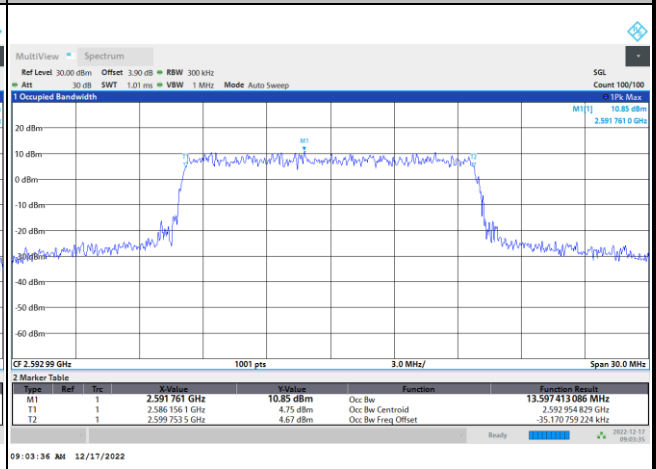 MultiView Spectrum
Ref Level 30.00 dBm Offset 3.90 dB RBW 300 kHz SGL
Att 30 dB SWT 1.01 ms VBW 1 MHz Mode Auto Sweep Count 100/100
1 Occupied Bandwidth 1Pk Max
M1[1] 10.85 dBm
2.591 761 0 GHz
20 dBm
M1
10 dBm
T1 T2
0 dBm
-10 dBm
-20 dBm
-30 dBm
-40 dBm
-50 dBm
-60 dBm
CF 2.592 99 GHz 1001 pts 3.0 MHz/ Span 30.0 MHz
2 Marker Table
Type Ref Trc X-Value Y-Value Function Function Result
M1 1 2.591 761 GHz 10.85 dBm Occ Bw 13.597 413 086 MHz
T1 1 2.586 156 1 GHz 4.75 dBm Occ Bw Centroid 2.592 954 829 GHz
T2 1 2.599 753 5 GHz 4.67 dBm Occ Bw Freq Offset -35.170 759 224 kHz
Ready 2022-12-17
09:03:35
09:03:36 AM 12/17/2022